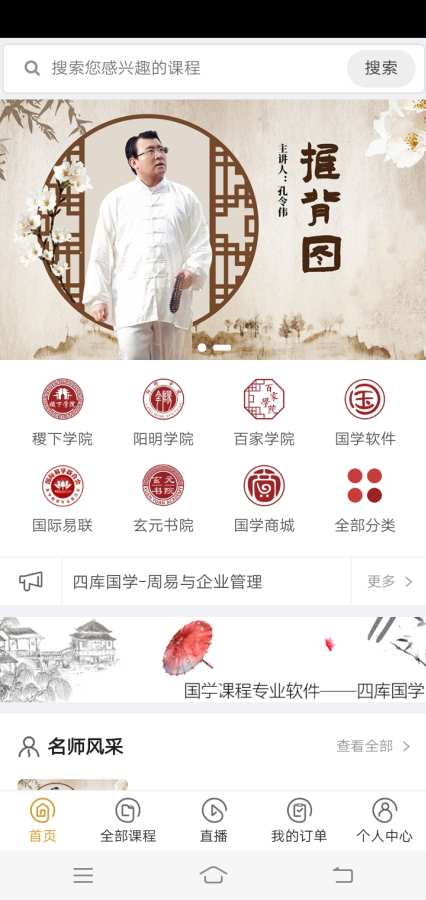 搜索您感兴趣的课程
搜索
推背图
主讲人：孔令伟
稷下学院
阳明学院
百家学院
国学软件
国际易联
玄元书院
国学商城
全部分类
四库国学-周易与企业管理
更多
国学课程专业软件——四库国学
名师风采
查看全部
首页
全部课程
直播
我的订单
个人中心